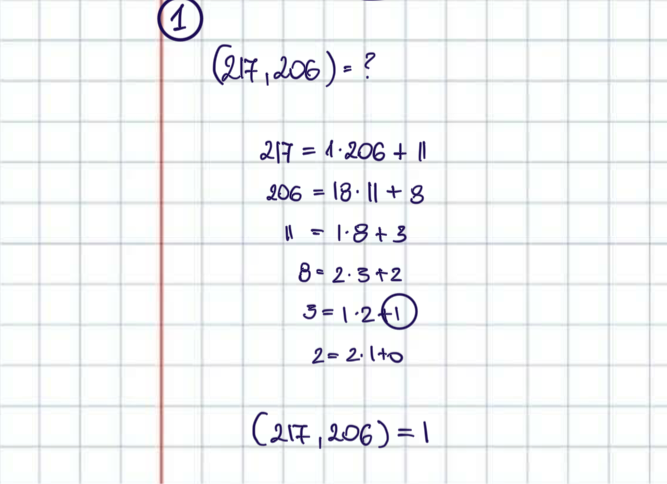 1
(217,206) = ?
217 = 1·206 + 11
206 = 18·11 + 8
11 = 1·8 + 3
8 = 2·3+2
3 = 1·2+1
2 = 2·1+0
(217,206) = 1